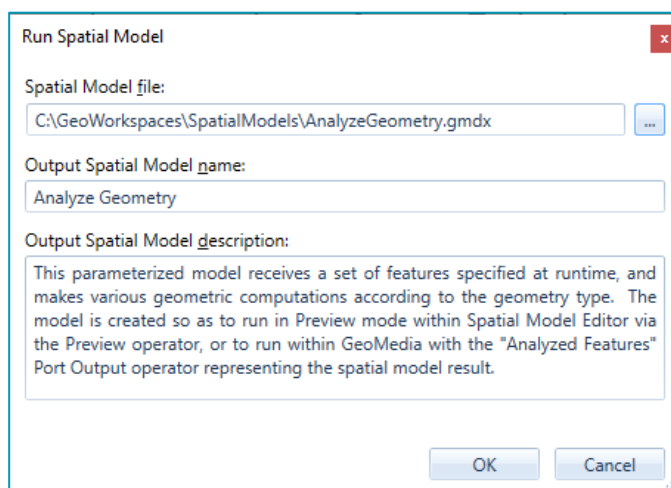 Run Spatial Model
x
Spatial Model file:
C:\GeoWorkspaces\SpatialModels\AnalyzeGeometry.gmdx
...
Output Spatial Model name:
Analyze Geometry
Output Spatial Model description:
This parameterized model receives a set of features specified at runtime, and
makes various geometric computations according to the geometry type. The
model is created so as to run in Preview mode within Spatial Model Editor via
the Preview operator, or to run within GeoMedia with the "Analyzed Features"
Port Output operator representing the spatial model result.
OK
Cancel